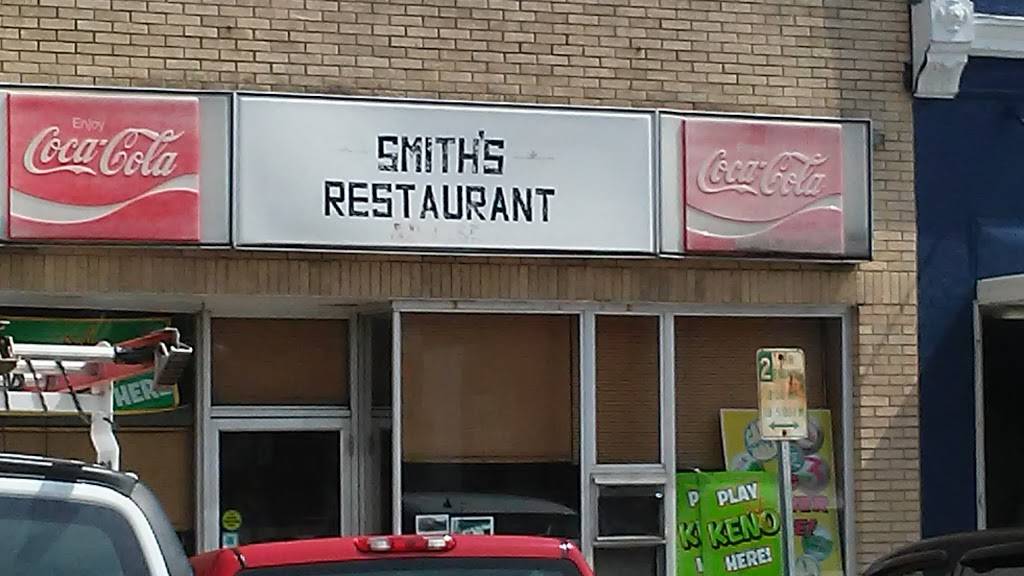 Enjoy
Coca-Cola
SMITH'S
RESTAURANT
Coca-Cola
HERE
2
PLAY
KENO
HERE!